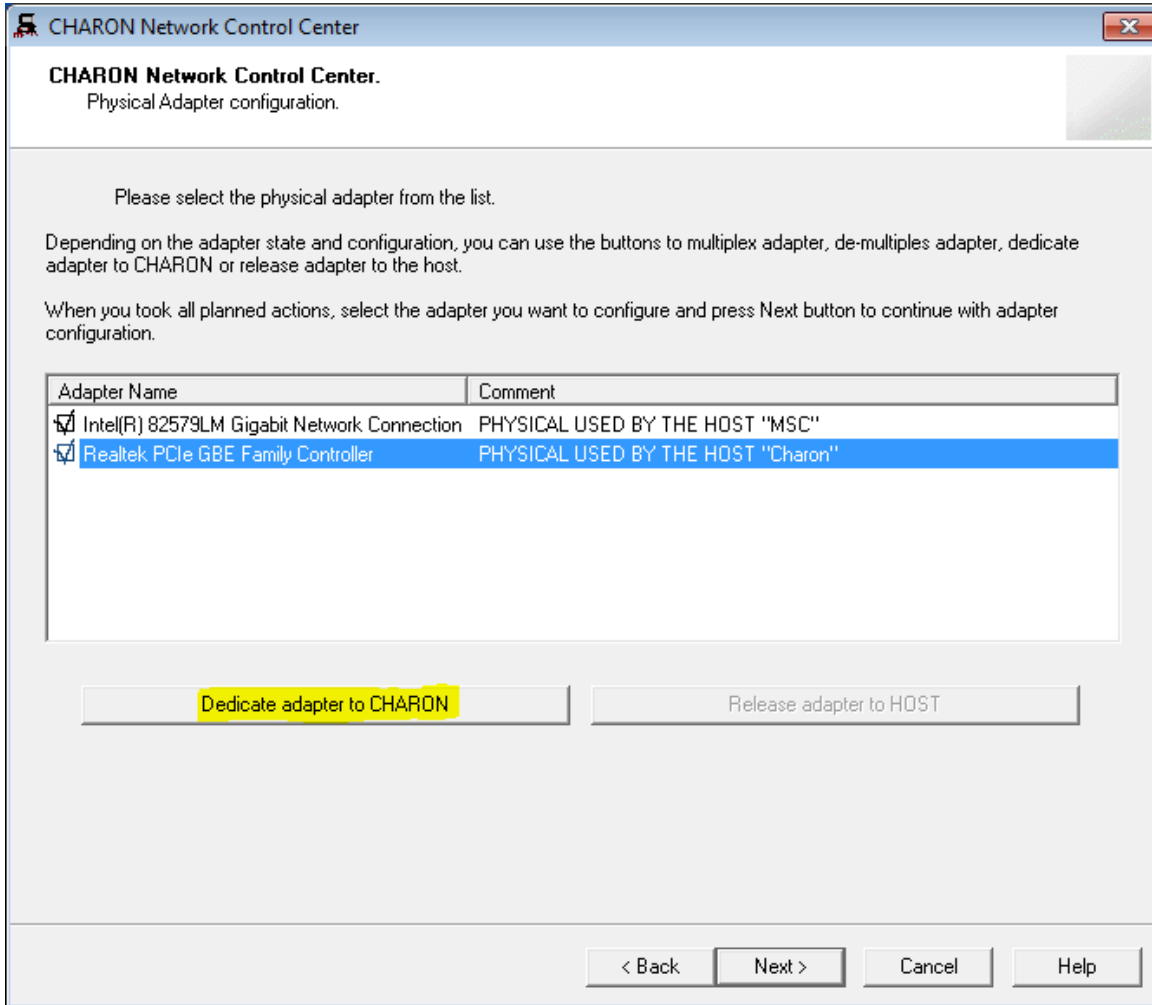 CHARON Network Control Center
CHARON Network Control Center.
Physical Adapter configuration.
Please select the physical adapter from the list.
Depending on the adapter state and configuration, you can use the buttons to multiplex adapter, de-multiples adapter, dedicate
adapter to CHARON or release adapter to the host.
When you took all planned actions, select the adapter you want to configure and press Next button to continue with adapter
configuration.
Adapter Name Comment
Intel(R) 82579LM Gigabit Network Connection PHYSICAL USED BY THE HOST "MSC"
Realtek PCIe GBE Family Controller PHYSICAL USED BY THE HOST "Charon"
Dedicate adapter to CHARON Release adapter to HOST
< Back Next > Cancel Help